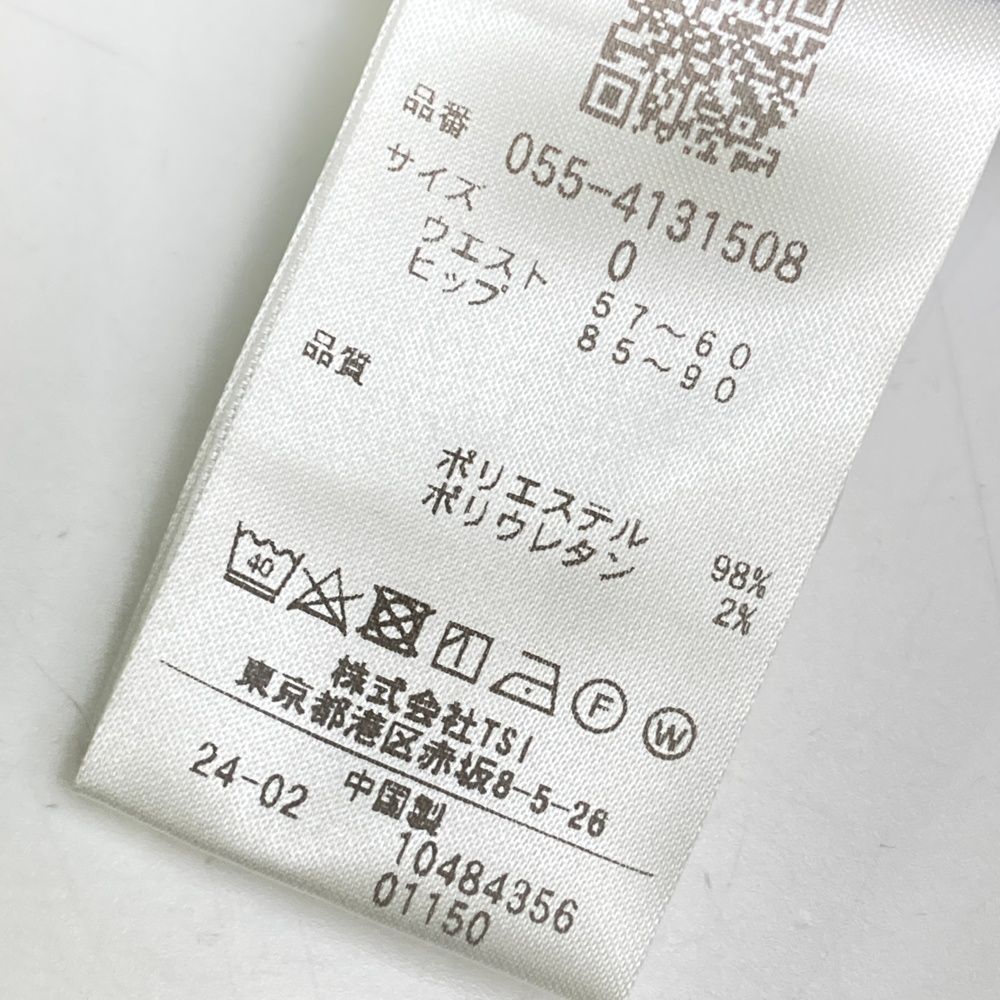 品番 055-4131508
サイズ 0
ウエスト 57～60
ヒップ 85～90
品質
ポリエステル 98%
ポリウレタン 2%
40 F W
株式会社TSI
東京都港区赤坂8-5-26
24-02 中国製
10484356
01150